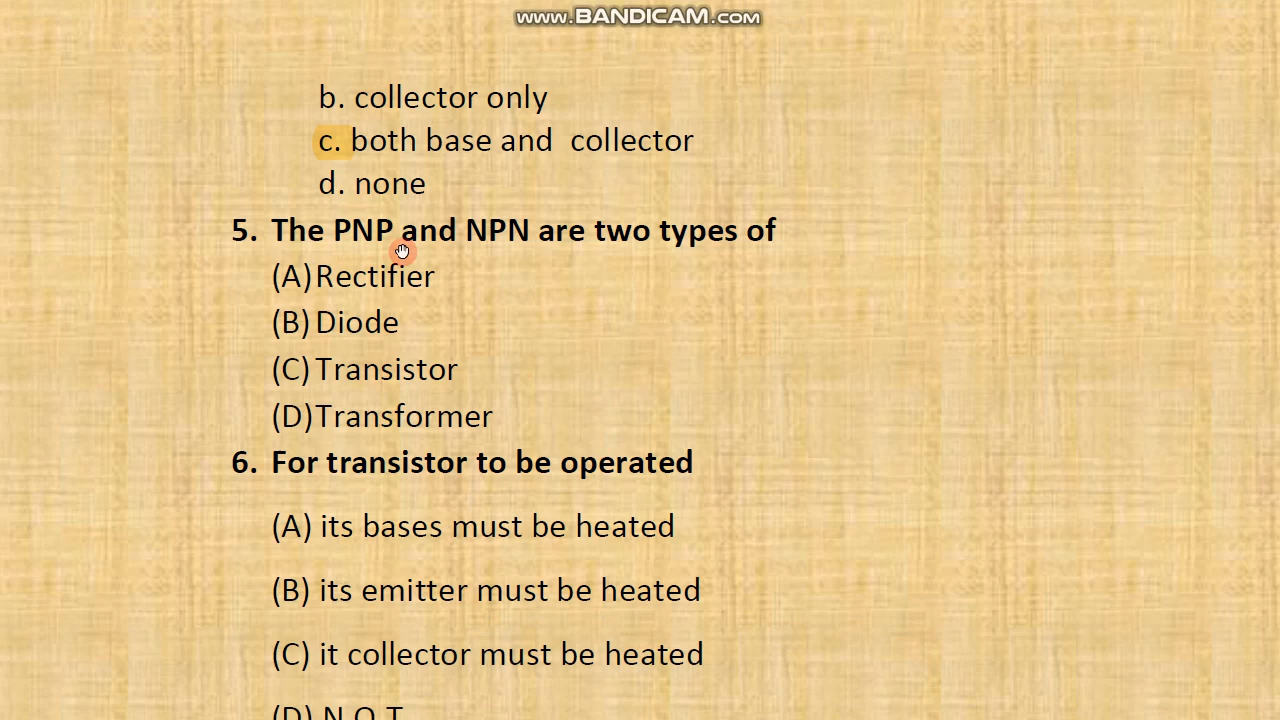 www.BANDICAM.com
b. collector only
c. both base and collector
d. none
5. The PNP and NPN are two types of
(A) Rectifier
(B) Diode
(C) Transistor
(D) Transformer
6. For transistor to be operated
(A) its bases must be heated
(B) its emitter must be heated
(C) it collector must be heated
(D) N.O.T